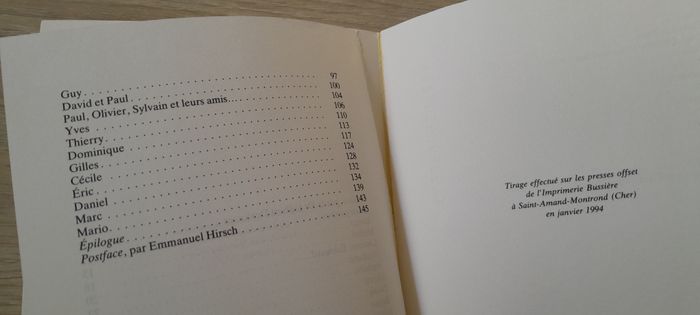 Guy. . . . . . . . . . . . . . . . . . . . . . . . . . . . 97
David et Paul. . . . . . . . . . . . . . . . . . . . . . . 100
Paul, Olivier, Sylvain et leurs amis. . . . . . . . . . . . 104
Yves . . . . . . . . . . . . . . . . . . . . . . . . . . . 106
Thierry. . . . . . . . . . . . . . . . . . . . . . . . . . 110
Dominique . . . . . . . . . . . . . . . . . . . . . . . . 113
Gilles. . . . . . . . . . . . . . . . . . . . . . . . . . . 117
Cécile . . . . . . . . . . . . . . . . . . . . . . . . . . 124
Éric. . . . . . . . . . . . . . . . . . . . . . . . . . . . 128
Daniel . . . . . . . . . . . . . . . . . . . . . . . . . . 132
Marc . . . . . . . . . . . . . . . . . . . . . . . . . . . 134
Mario. . . . . . . . . . . . . . . . . . . . . . . . . . . 139
Épilogue. . . . . . . . . . . . . . . . . . . . . . . . . . 143
Postface, par Emmanuel Hirsch . . . . . . . . . . . . . . . 145
Tirage effectué sur les presses offset
de l'Imprimerie Bussière
à Saint-Amand-Montrond (Cher)
en janvier 1994